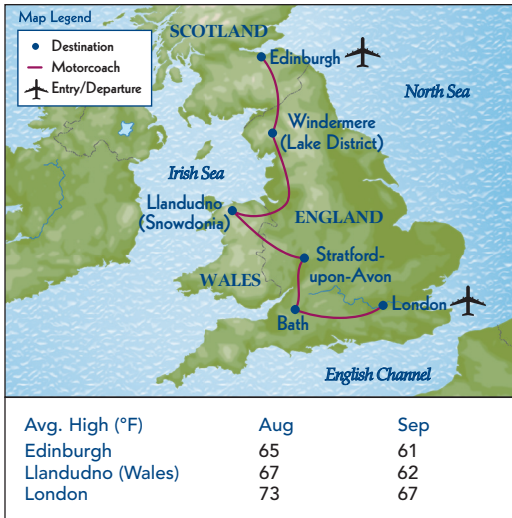 Map Legend
Destination
Motorcoach
Entry/Departure
SCOTLAND
Edinburgh
North Sea
Windermere
(Lake District)
Irish Sea
Llandudno
(Snowdonia)
ENGLAND
Stratford-
upon-Avon
WALES
London
Bath
English Channel
Avg. High (°F) Aug Sep
Edinburgh 65 61
Llandudno (Wales) 67 62
London 73 67